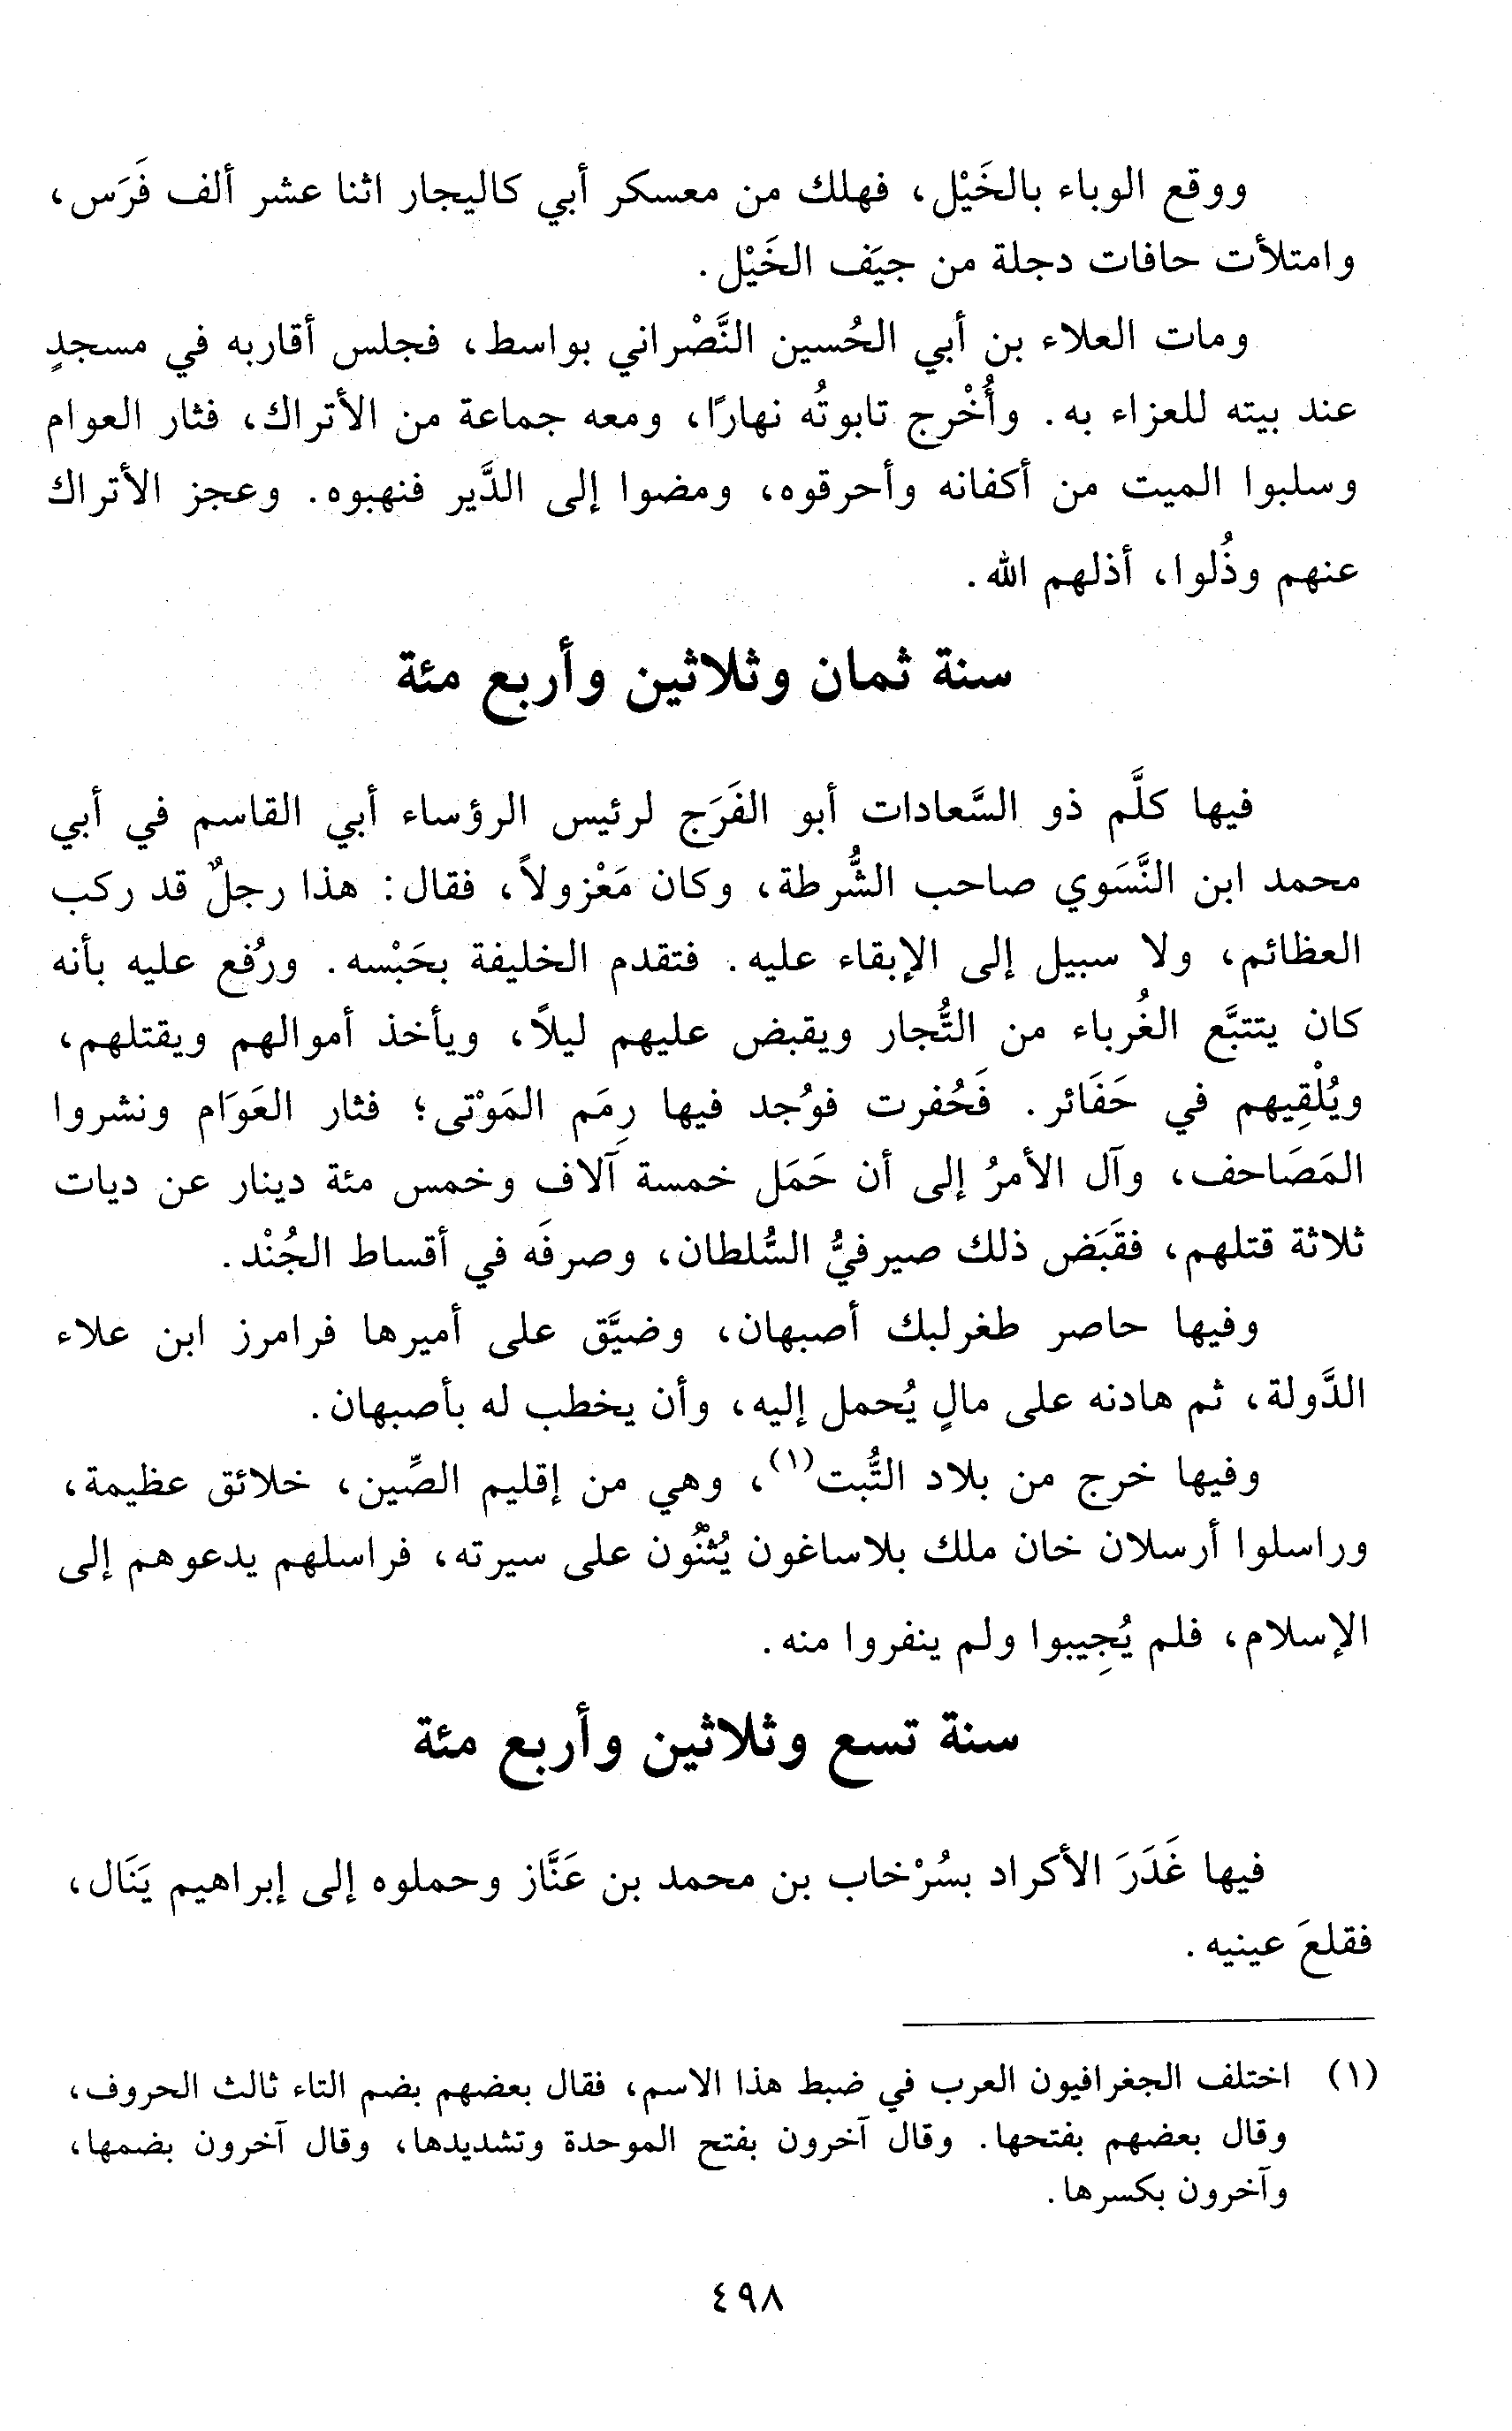 ووقع الوباء بالخَيْل، فهلك من معسكر أبي كاليجار اثنا عشر ألف فَرَس،
وامتلأت حافات دجلة من جيَف الخَيْل.
ومات العلاء بن أبي الحُسين النَّصْراني بواسط، فجلس أقاربه في مسجدٍ
عند بيته للعزاء به. وأُخْرج تابوتُه نهارًا، ومعه جماعة من الأتراك، فثار العوام
وسلبوا الميت من أكفانه وأحرقوه، ومضوا إلى الدَّير فنهبوه. وعجز الأتراك
عنهم وذُلوا، أذلهم الله.
سنة ثمان وثلاثين وأربع مئة
فيها كلَّم ذو السَّعادات أبو الفَرَج لرئيس الرؤساء أبي القاسم في أبي
محمد ابن النَّسَوي صاحب الشُّرطة، وكان مَعْزولاً، فقال: هذا رجلٌ قد ركب
العظائم، ولا سبيل إلى الإبقاء عليه. فتقدم الخليفة بحَبْسه. ورُفع عليه بأنه
كان يتتبَّع الغُرباء من التُّجار ويقبض عليهم ليلاً، ويأخذ أموالهم ويقتلهم،
ويُلْقِيهم في حَفَائر. فَحُفرت فوُجد فيها رِمَم المَوْتى؛ فثار العَوَام ونشروا
المَصَاحف، وآل الأمرُ إلى أن حَمَل خمسة آلاف وخمس مئة دينار عن ديات
ثلاثة قتلهم، فقَبَض ذلك صيرفيُّ السُّلطان، وصرفَه في أقساط الجُنْد.
وفيها حاصر طغرلبك أصبهان، وضيَّق على أميرها فرامرز ابن علاء
الدَّولة، ثم هادنه على مالٍ يُحمل إليه، وأن يخطب له بأصبهان.
وفيها خرج من بلاد التُّبت(١)، وهي من إقليم الصِّين، خلائق عظيمة،
وراسلوا أرسلان خان ملك بلاساغون يُثْنُون على سيرته، فراسلهم يدعوهم إلى
الإسلام، فلم يُجِيبوا ولم ينفروا منه.
سنة تسع وثلاثين وأربع مئة
فيها غَدَرَ الأكراد بسُرْخاب بن محمد بن عَنَّاز وحملوه إلى إبراهيم يَنَال،
فقلعَ عينيه.
(١) اختلف الجغرافيون العرب في ضبط هذا الاسم، فقال بعضهم بضم التاء ثالث الحروف،
وقال بعضهم بفتحها. وقال آخرون بفتح الموحدة وتشديدها، وقال آخرون بضمها،
وآخرون بكسرها.
٤٩٨